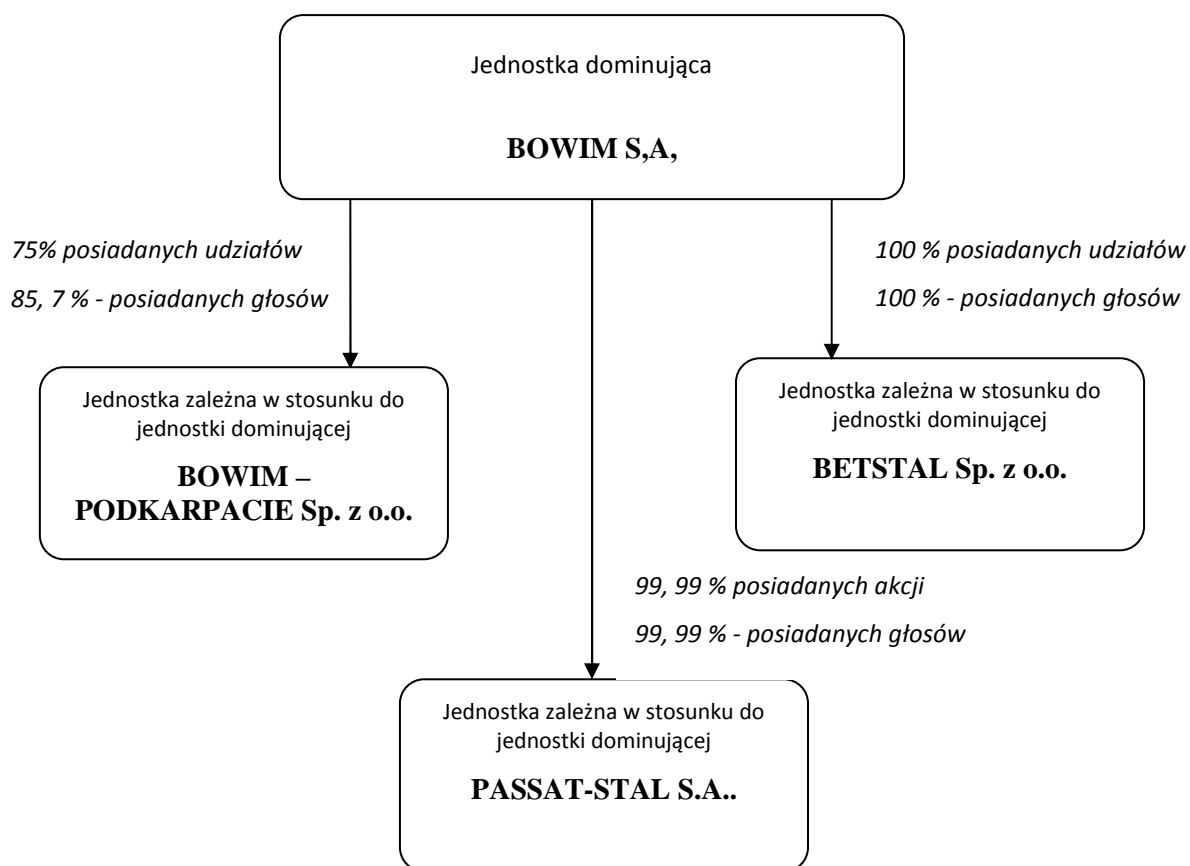 Jednostka dominująca
BOWIM S,A,
75% posiadanych udziałów
85, 7 % - posiadanych głosów
100 % posiadanych udziałów
100 % - posiadanych głosów
Jednostka zależna w stosunku do
jednostki dominującej
BOWIM –
PODKARPACIE Sp. z o.o.
Jednostka zależna w stosunku do
jednostki dominującej
BETSTAL Sp. z o.o.
99, 99 % posiadanych akcji
99, 99 % - posiadanych głosów
Jednostka zależna w stosunku do
jednostki dominującej
PASSAT-STAL S.A..